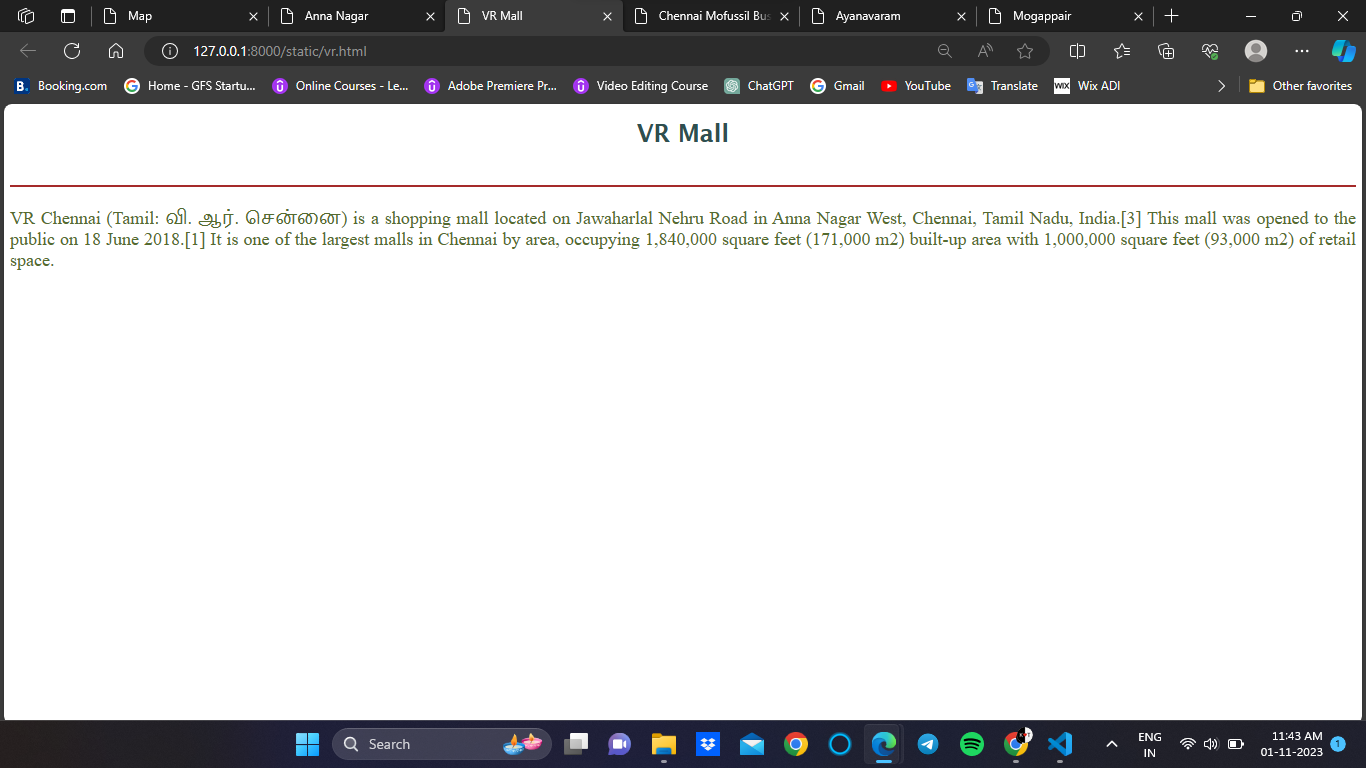 Map
Anna Nagar
VR Mall
Chennai Mofussil Bus
Ayanavaram
Mogappair
127.0.0.1:8000/static/vr.html
B. Booking.com
Home - GFS Startu...
Online Courses - Le...
Adobe Premiere Pr...
Video Editing Course
ChatGPT
Gmail
YouTube
Translate
WIX Wix ADI
Other favorites
VR Mall
VR Chennai (Tamil: வி. ஆர். சென்னை) is a shopping mall located on Jawaharlal Nehru Road in Anna Nagar West, Chennai, Tamil Nadu, India.[3] This mall was opened to the
public on 18 June 2018.[1] It is one of the largest malls in Chennai by area, occupying 1,840,000 square feet (171,000 m2) built-up area with 1,000,000 square feet (93,000 m2) of retail
space.
Search
ENG
IN
11:43 AM
01-11-2023
1